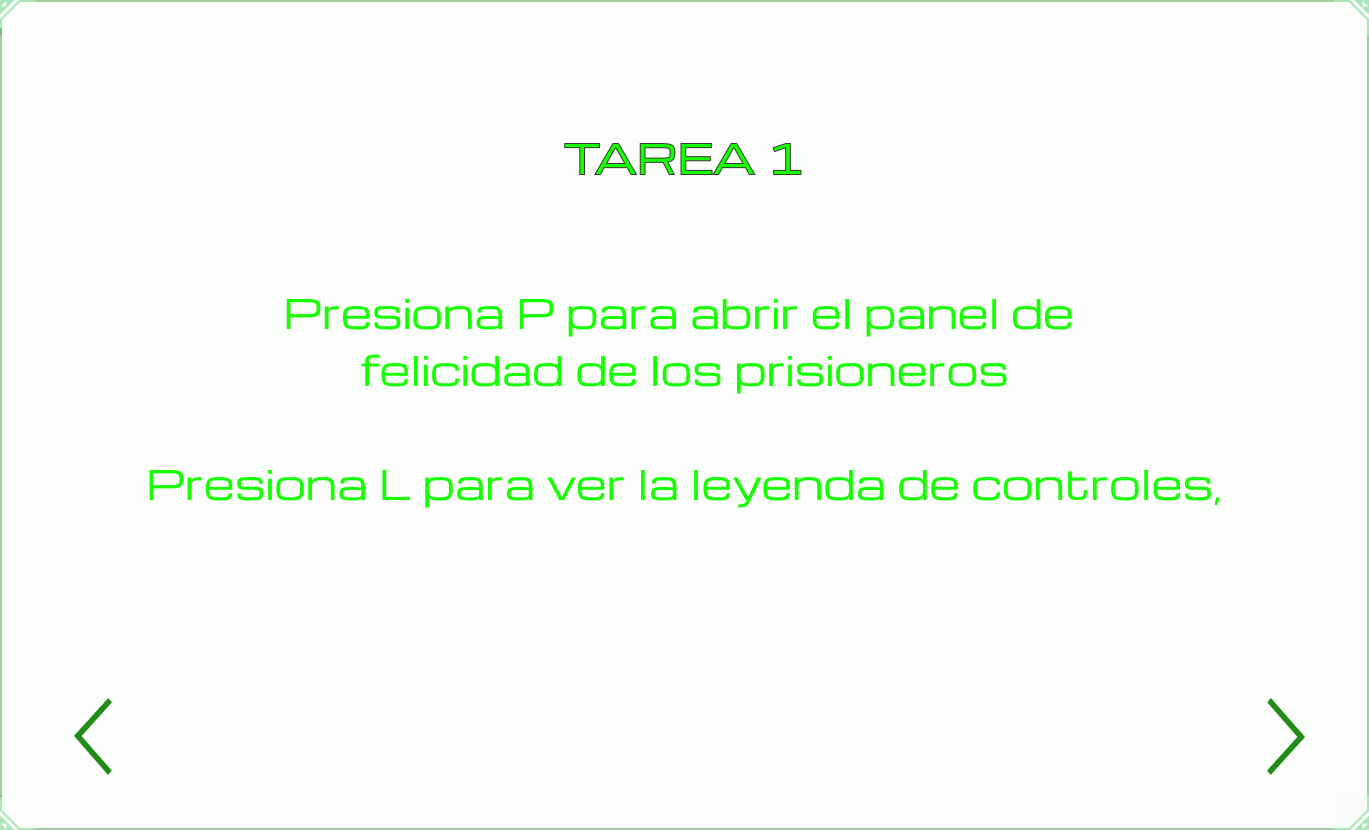 TAREA 1
Presiona P para abrir el panel de
felicidad de los prisioneros
Presiona L para ver la leyenda de controles,